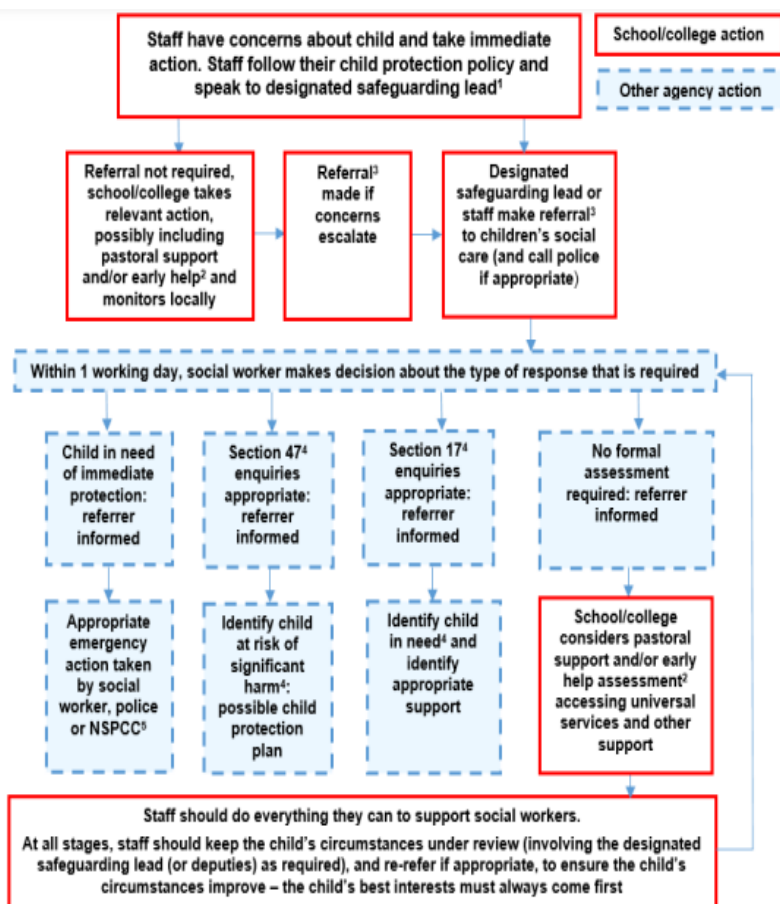 Staff have concerns about child and take immediate
action. Staff follow their child protection policy and
speak to designated safeguarding lead¹
School/college action
Other agency action
Referral not required,
school/college takes
relevant action,
possibly including
pastoral support
and/or early help² and
monitors locally
Referral³
made if
concerns
escalate
Designated
safeguarding lead or
staff make referral³
to children's social
care (and call police
if appropriate)
Within 1 working day, social worker makes decision about the type of response that is required
Child in need
of immediate
protection:
referrer
informed
Section 47⁴
enquiries
appropriate:
referrer
informed
Section 17⁴
enquiries
appropriate:
referrer
informed
No formal
assessment
required: referrer
informed
Appropriate
emergency
action taken
by social
worker, police
or NSPCC⁵
Identify child
at risk of
significant
harm⁴:
possible child
protection
plan
Identify child
in need⁴ and
identify
appropriate
support
School/college
considers pastoral
support and/or early
help assessment²
accessing universal
services and other
support
Staff should do everything they can to support social workers.
At all stages, staff should keep the child's circumstances under review (involving the designated
safeguarding lead (or deputies) as required), and re-refer if appropriate, to ensure the child's
circumstances improve – the child's best interests must always come first